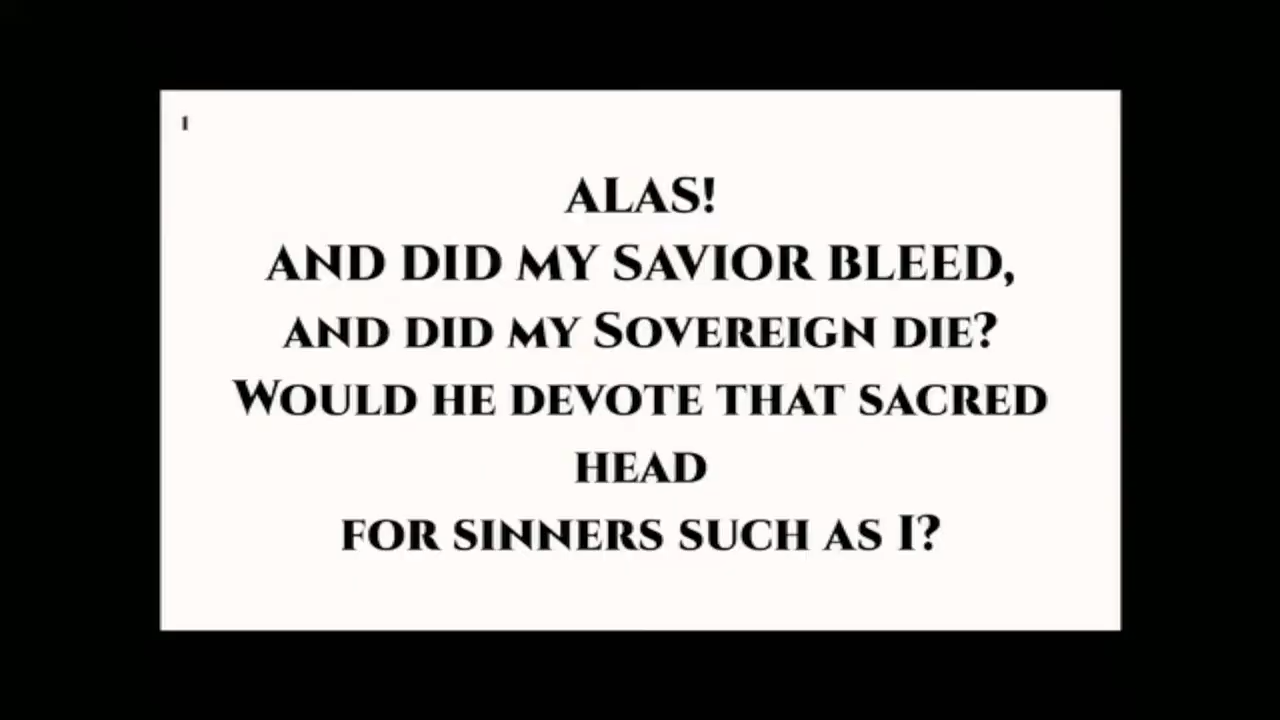 1
ALAS!
AND DID MY SAVIOR BLEED,
AND DID MY SOVEREIGN DIE?
WOULD HE DEVOTE THAT SACRED
HEAD
FOR SINNERS SUCH AS I?